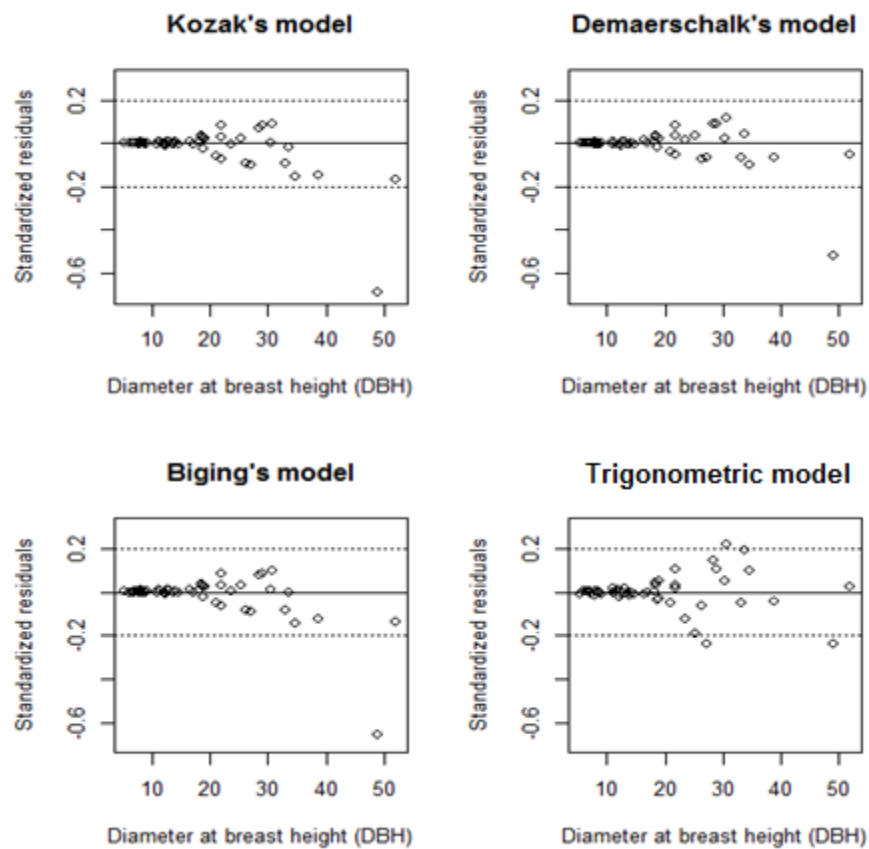 Kozak's model
Demaerschalk's model
Standardized residuals
-0.6
-0.2
0.2
10 20 30 40 50
Diameter at breast height (DBH)
Standardized residuals
-0.6
-0.2
0.2
10 20 30 40 50
Diameter at breast height (DBH)
Biging's model
Trigonometric model
Standardized residuals
-0.6
-0.2
0.2
10 20 30 40 50
Diameter at breast height (DBH)
Standardized residuals
-0.6
-0.2
0.2
10 20 30 40 50
Diameter at breast height (DBH)